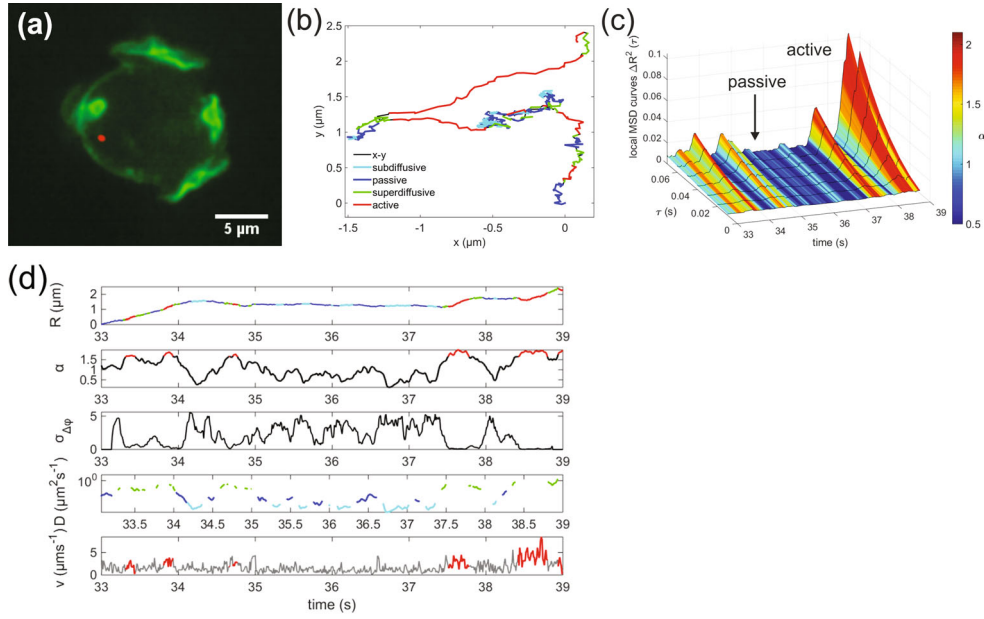 (a)
5 µm
(b)
2.5
2
1.5
1
0.5
0
y (µm)
x-y
subdiffusive
passive
superdiffusive
active
-1.5 -1 -0.5 0
x (µm)
(c)
local MSD curves ΔR² (τ)
0.1
0.08
0.06
0.04
0.02
0
active
passive
0.06
0.04
0.02
0
τ (s)
33 34 35 36 37 38 39
time (s)
2
1.5
1
0.5
α
(d)
R (µm)
2
1
0
33 34 35 36 37 38 39
α
1.5
1
0.5
33 34 35 36 37 38 39
σΔφ
5
0
33 34 35 36 37 38 39
D (µm²s⁻¹)
10⁰
33.5 34 34.5 35 35.5 36 36.5 37 37.5 38 38.5 39
v (µms⁻¹)
5
0
33 34 35 36 37 38 39
time (s)